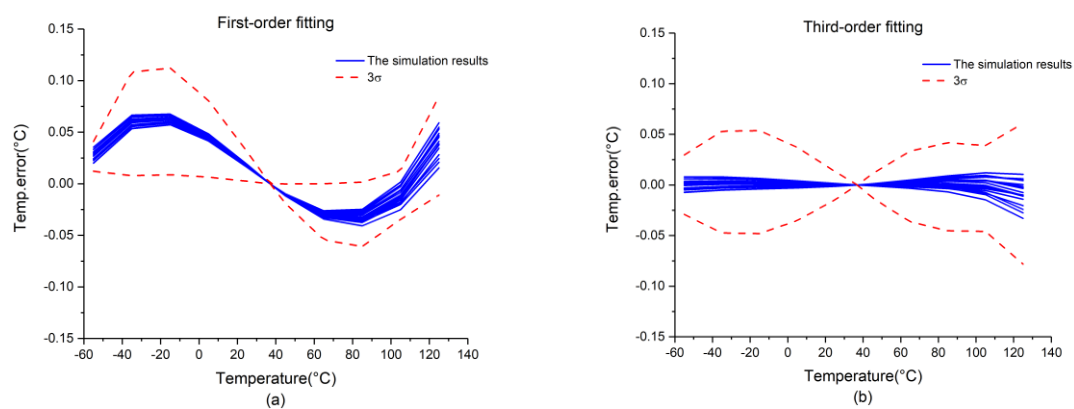 First-order fitting
0.15
0.10
0.05
0.00
-0.05
-0.10
-0.15
Temp.error(°C)
The simulation results
3σ
-60 -40 -20 0 20 40 60 80 100 120 140
Temperature(°C)
(a)
Third-order fitting
0.15
0.10
0.05
0.00
-0.05
-0.10
-0.15
Temp.error(°C)
The simulation results
3σ
-60 -40 -20 0 20 40 60 80 100 120 140
Temperature(°C)
(b)